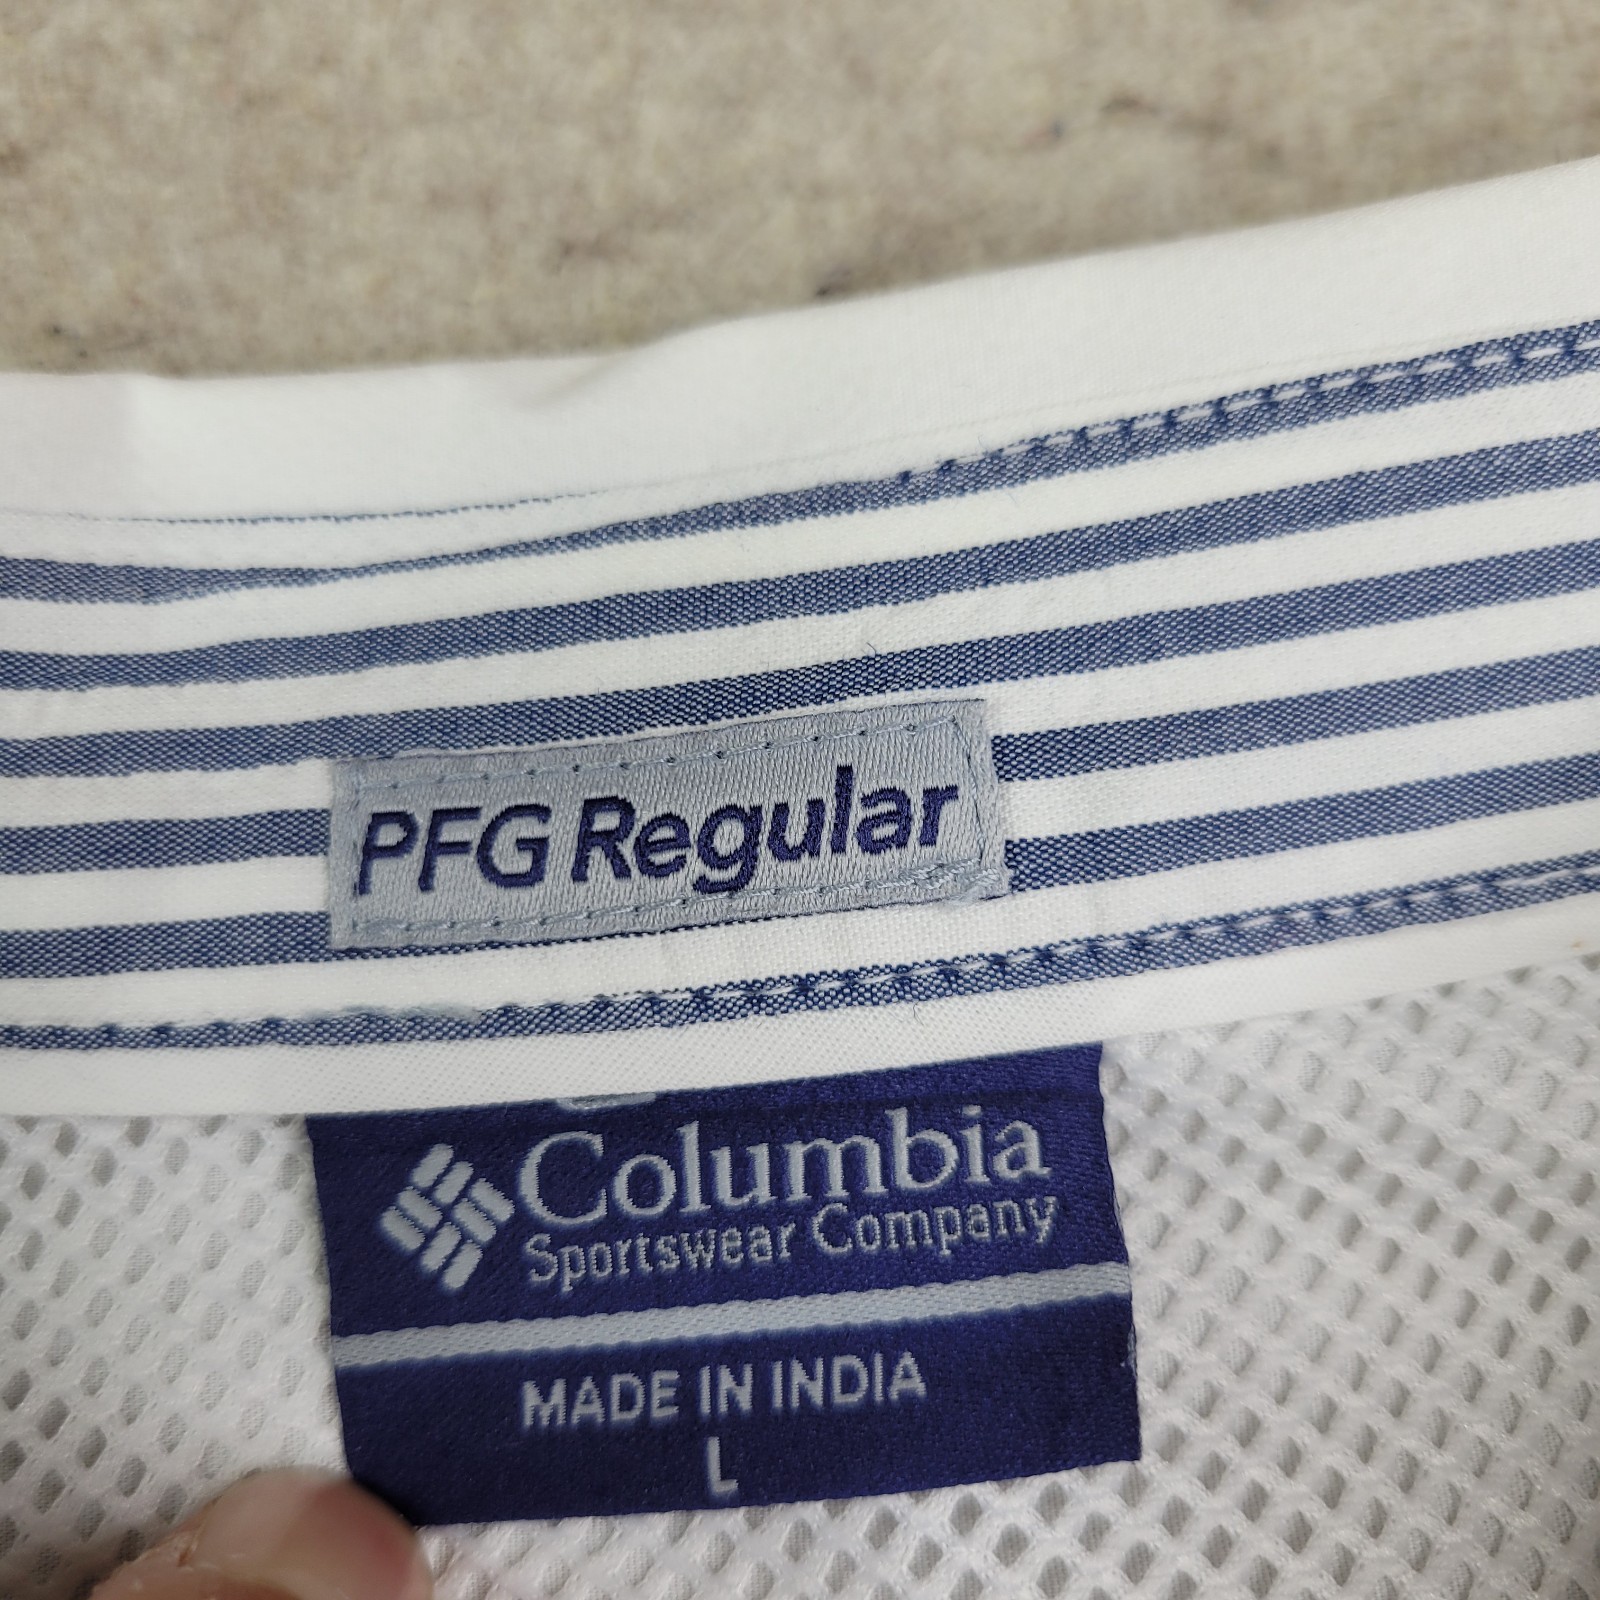 PFG Regular
Columbia
Sportswear Company
MADE IN INDIA
L